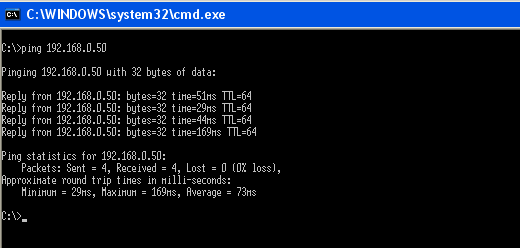 C:\WINDOWS\system32\cmd.exe
C:\>ping 192.168.0.50
Pinging 192.168.0.50 with 32 bytes of data:
Reply from 192.168.0.50: bytes=32 time=51ms TTL=64
Reply from 192.168.0.50: bytes=32 time=29ms TTL=64
Reply from 192.168.0.50: bytes=32 time=44ms TTL=64
Reply from 192.168.0.50: bytes=32 time=169ms TTL=64
Ping statistics for 192.168.0.50:
    Packets: Sent = 4, Received = 4, Lost = 0 (0% loss),
Approximate round trip times in milli-seconds:
    Minimum = 29ms, Maximum = 169ms, Average = 73ms
C:\>_